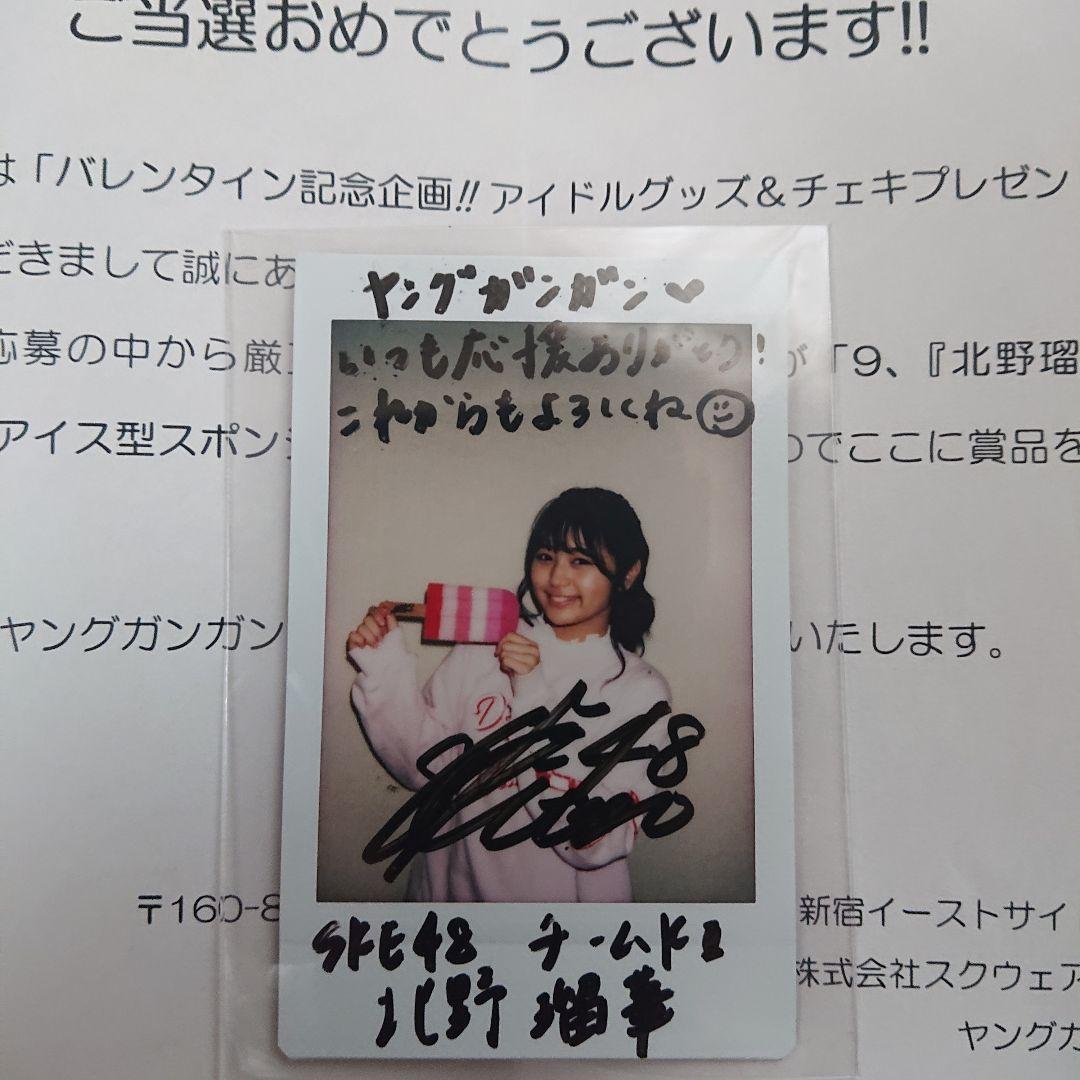 ご当選おめでとうございます!!
は「バレンタイン記念企画!!アイドルグッズ&チェキプレゼン
だきまして誠にあ
応募の中から厳 が「9、『北野瑠
アイス型スポン のでここに賞品を
ヤングガンガン いたします。
〒160-8 新宿イーストサイ
株式会社スクウェア
ヤングガ
ヤングガンガン♥
いつも応援ありがとう!
これからもよろしくね☺
SKE48
SKE48 チームKⅡ
北野 瑠華